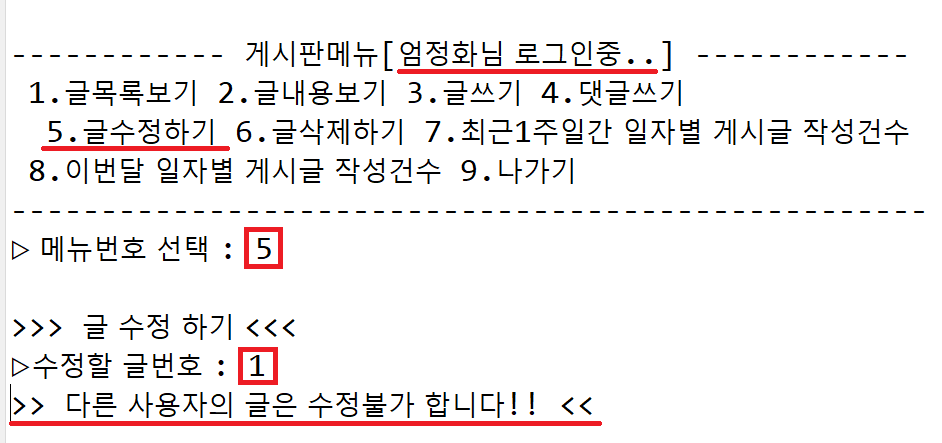 ------------ 게시판메뉴[엄정화님 로그인중..] ------------
1.글목록보기 2.글내용보기 3.글쓰기 4.댓글쓰기
5.글수정하기 6.글삭제하기 7.최근1주일간 일자별 게시글 작성건수
8.이번달 일자별 게시글 작성건수 9.나가기
---------------------------------------------------
▷ 메뉴번호 선택 : 5
>>> 글 수정 하기 <<<
▷수정할 글번호 : 1
>> 다른 사용자의 글은 수정불가 합니다!! <<